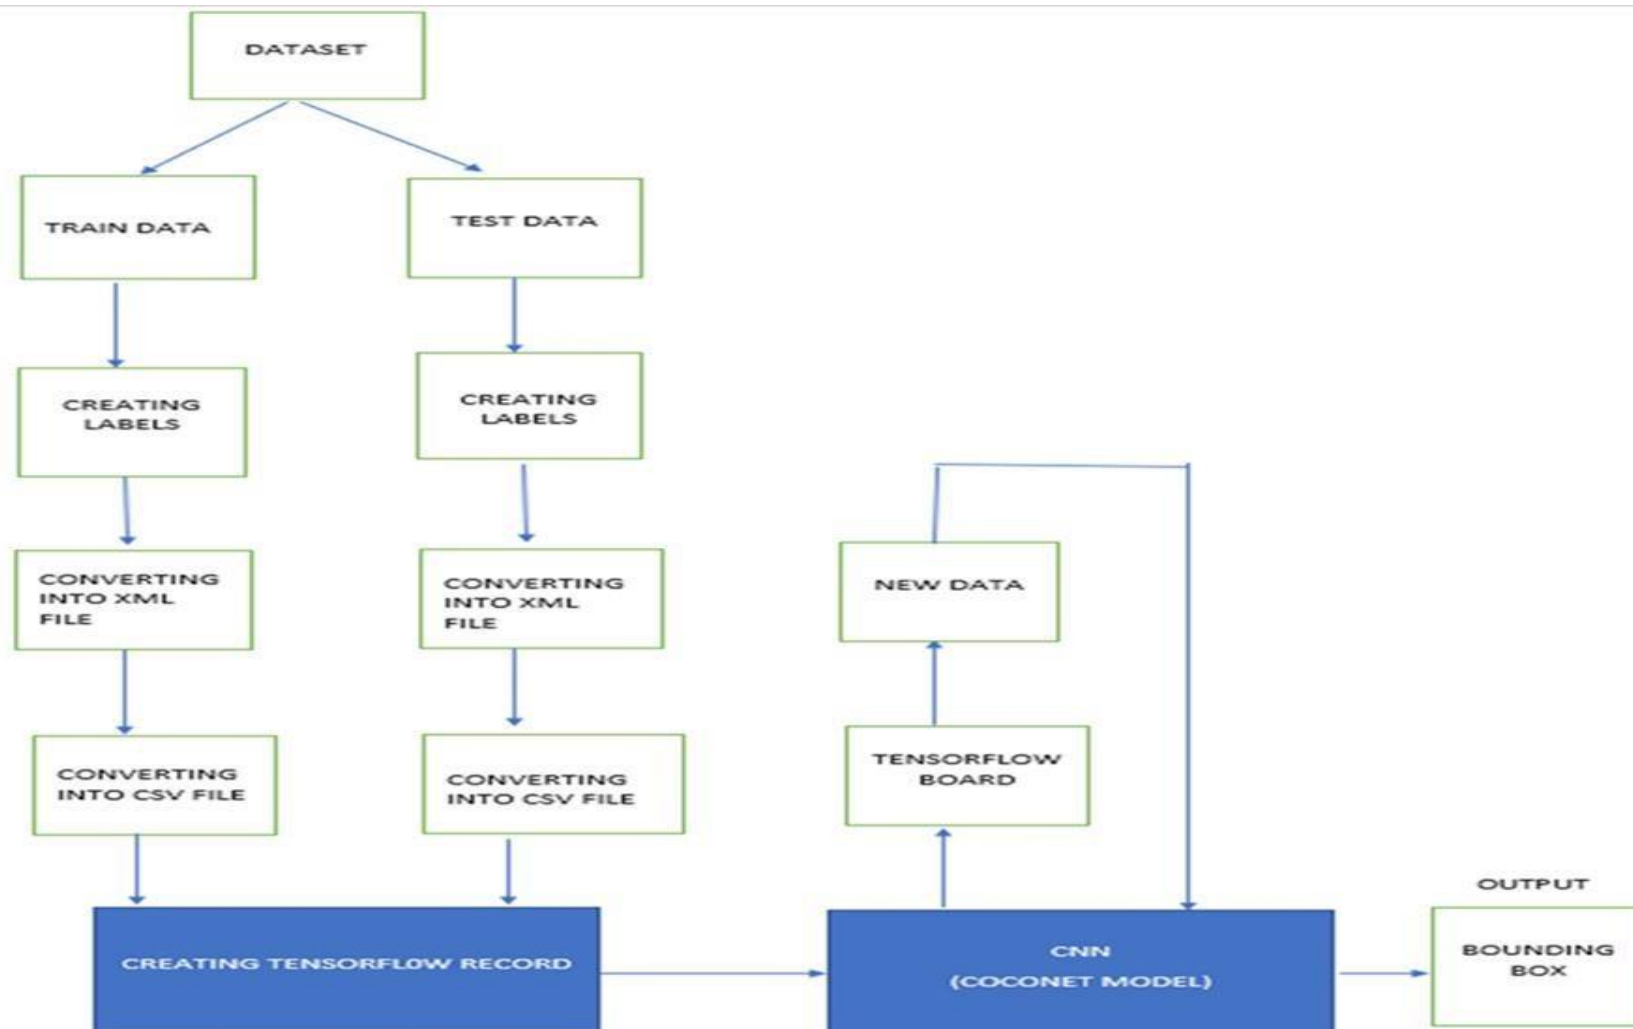 DATASET
TRAIN DATA
TEST DATA
CREATING
LABELS
CREATING
LABELS
CONVERTING
INTO XML
FILE
CONVERTING
INTO XML
FILE
NEW DATA
CONVERTING
INTO CSV FILE
CONVERTING
INTO CSV FILE
TENSORFLOW
BOARD
CREATING TENSORFL0W RECORD
CNN
(COCONET MODEL)
OUTPUT
BOUNDING
BOX